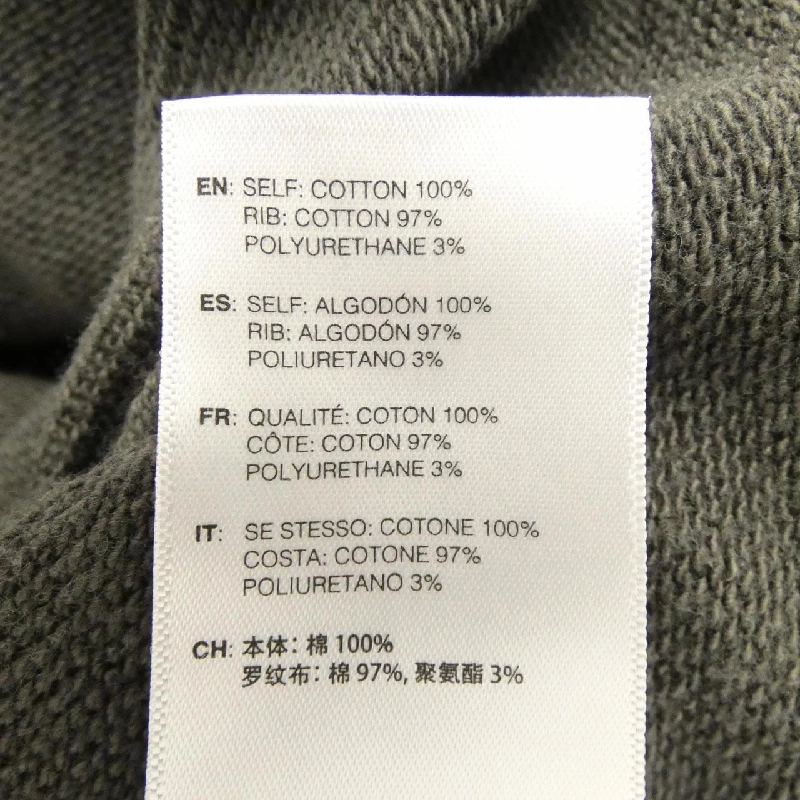 EN: SELF: COTTON 100%
RIB: COTTON 97%
POLYURETHANE 3%
ES: SELF: ALGODÓN 100%
RIB: ALGODÓN 97%
POLIURETANO 3%
FR: QUALITÉ: COTON 100%
CÔTE: COTON 97%
POLYURETHANE 3%
IT: SE STESSO: COTONE 100%
COSTA: COTONE 97%
POLIURETANO 3%
CH: 本体: 棉 100%
罗纹布: 棉 97%, 聚氨酯 3%